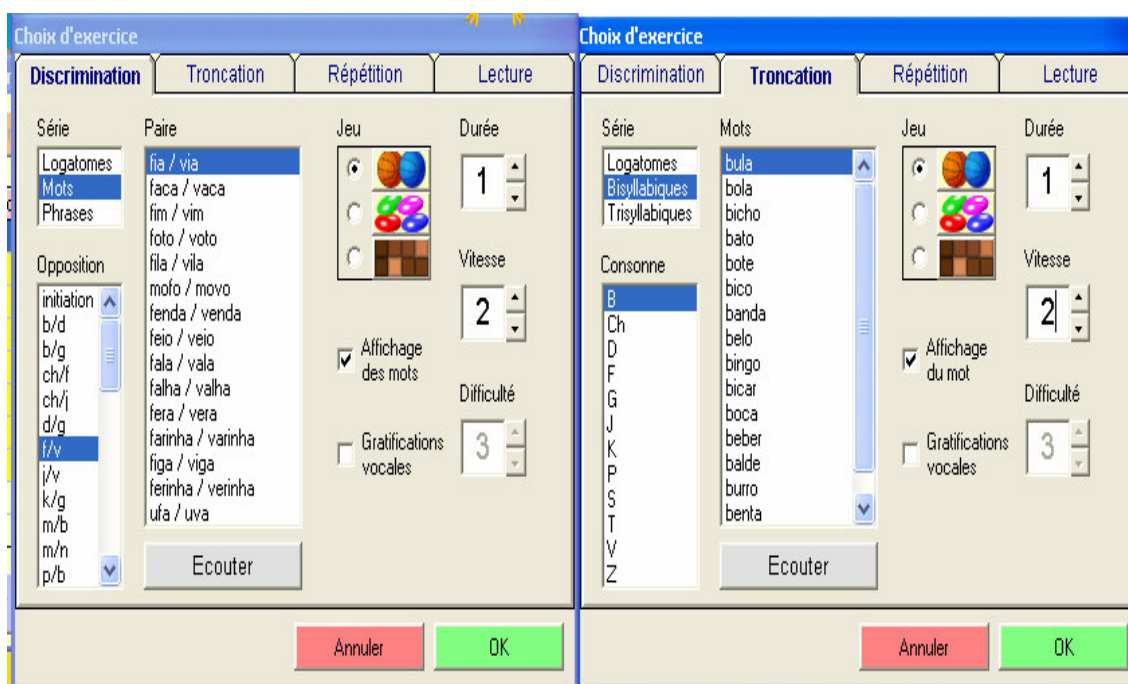 Choix d'exercice
Discrimination Troncation Répétition Lecture
Série
Logatomes
Mots
Phrases
Opposition
initiation
b/d
b/g
ch/f
ch/j
d/g
f/v
j/v
k/g
m/b
m/n
p/b
Paire
fia / via
faca / vaca
fim / vim
foto / voto
fila / vila
mofo / movo
fenda / venda
feio / veio
fala / vala
falha / valha
fera / vera
farinha / varinha
figa / viga
ferinha / verinha
ufa / uva
Ecouter
Jeu
Affichage
des mots
Gratifications
vocales
Durée
1
Vitesse
2
Difficulté
3
Annuler OK
Choix d'exercice
Discrimination Troncation Répétition Lecture
Série
Logatomes
Bisyllabiques
Trisyllabiques
Consonne
B
Ch
D
F
G
J
K
P
S
T
V
Z
Mots
bula
bola
bicho
bato
bote
bico
banda
belo
bingo
bicar
boca
beber
balde
burro
benta
Ecouter
Jeu
Affichage
du mot
Gratifications
vocales
Durée
1
Vitesse
2
Difficulté
3
Annuler OK